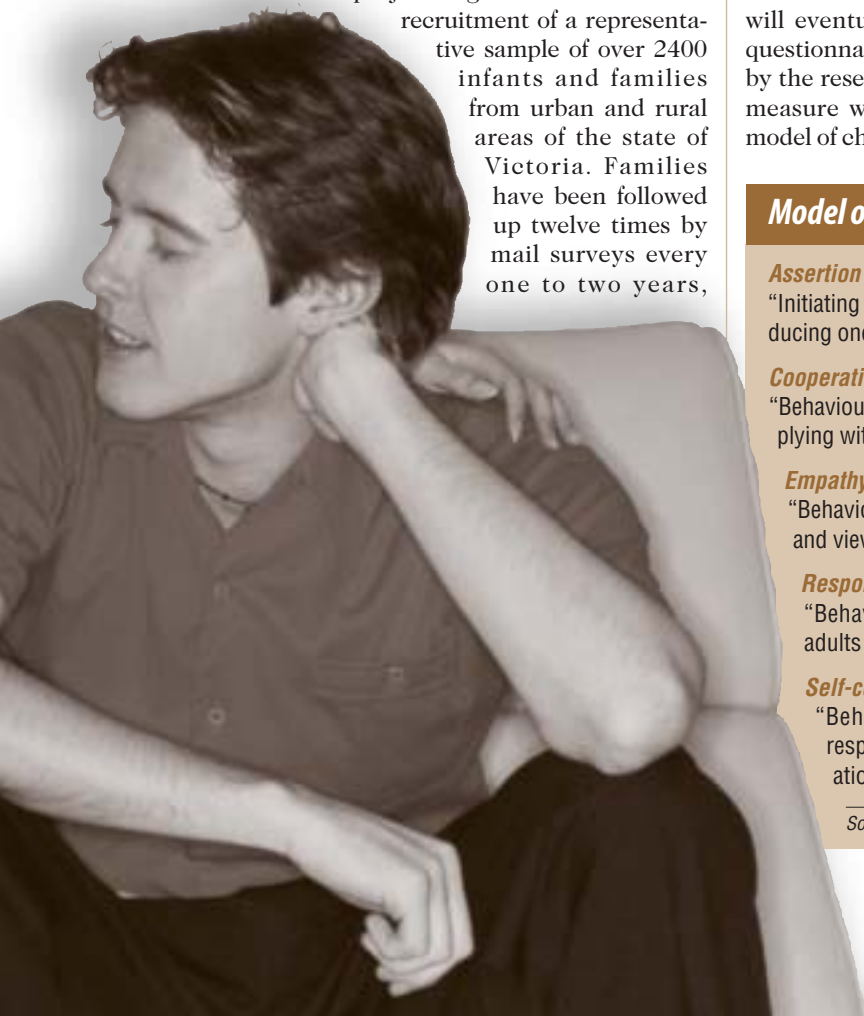 recruitment of a representa-
tive sample of over 2400
infants and families
from urban and rural
areas of the state of
Victoria. Families
have been followed
up twelve times by
mail surveys every
one to two years,
will
questionna
by the rese
measure w
model of ch
Model o
Assertion
“Initiating
ducing one
Cooperati
“Behaviou
plying wit
Empathy
“Behavio
and view
Respo
“Beha
adults
Self-c
“Beh
resp
atio
So